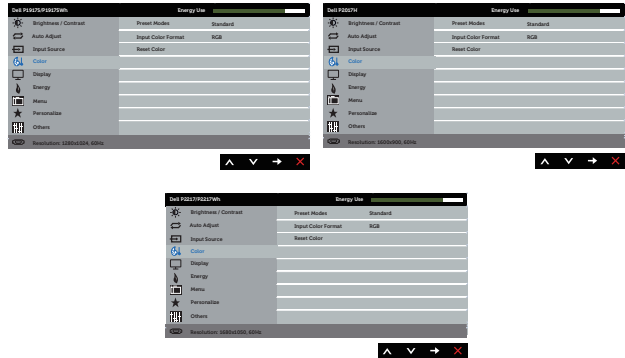 Dell P1917S/P1917SWh Energy Use
Brightness / Contrast Preset Modes Standard
Auto Adjust Input Color Format RGB
Input Source Reset Color
Color
Display
Energy
Menu
Personalize
Others
Resolution: 1280x1024, 60Hz
Dell P2017H Energy Use
Brightness / Contrast Preset Modes Standard
Auto Adjust Input Color Format RGB
Input Source Reset Color
Color
Display
Energy
Menu
Personalize
Others
Resolution: 1600x900, 60Hz
Dell P2217/P2217Wh Energy Use
Brightness / Contrast Preset Modes Standard
Auto Adjust Input Color Format RGB
Input Source Reset Color
Color
Display
Energy
Menu
Personalize
Others
Resolution: 1680x1050, 60Hz